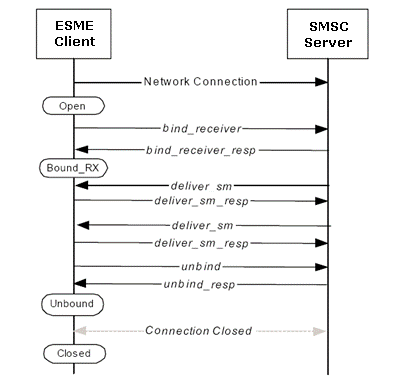 ESME
Client
SMSC
Server
Network Connection
Open
bind_receiver
bind_receiver_resp
Bound_RX
deliver_sm
deliver_sm_resp
deliver_sm
deliver_sm_resp
unbind
unbind_resp
Unbound
Connection Closed
Closed